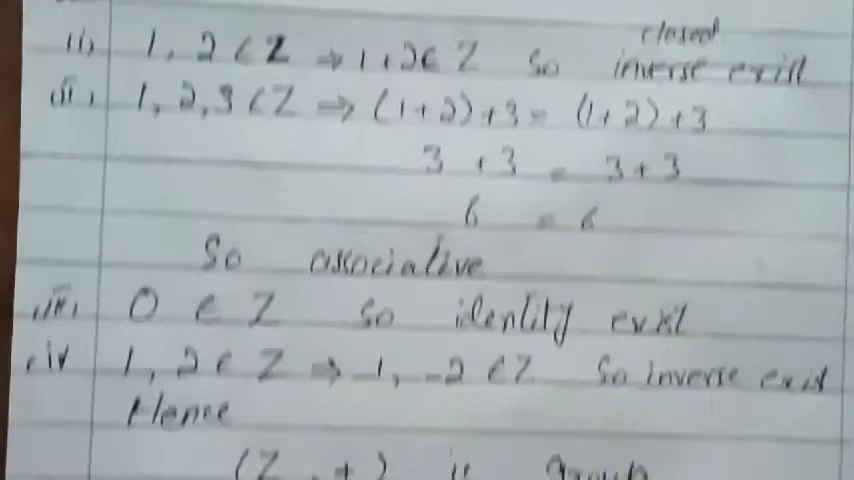 closed
(i) 1, 2 ∈ Z ⇒ 1+2 ∈ Z so inverse exist
(ii) 1, 2, 3 ∈ Z ⇒ (1+2)+3 = (1+2)+3
3 + 3 = 3+3
6 = 6
So associative
(iii) 0 ∈ Z so identity exist
(iv) 1, 2 ∈ Z ⇒ -1, -2 ∈ Z So inverse exist
Hence
(Z, +) is group